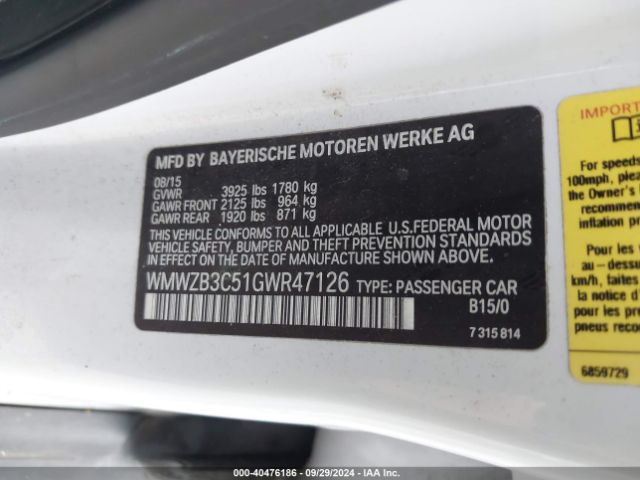 MFD BY BAYERISCHE MOTOREN WERKE AG
08/15
GVWR 3925 lbs 1780 kg
GAWR FRONT 2125 lbs 964 kg
GAWR REAR 1920 lbs 871 kg
THIS VEHICLE CONFORMS TO ALL APPLICABLE U.S.FEDERAL MOTOR
VEHICLE SAFETY, BUMPER AND THEFT PREVENTION STANDARDS
IN EFFECT ON THE DATE OF MANUFACTURE SHOWN ABOVE.
WMWZB3C51GWR47126 TYPE: PASSENGER CAR
B15/0
7 315 814
IMPORT
For speeds
100mph, plea
the Owner's
recommen
inflation pr
Pour les
au - dessu
km/h, faites
la notice d'
pour les pre
pneus reco
6859729
000-40476186 - 09/29/2024 - IAA Inc.